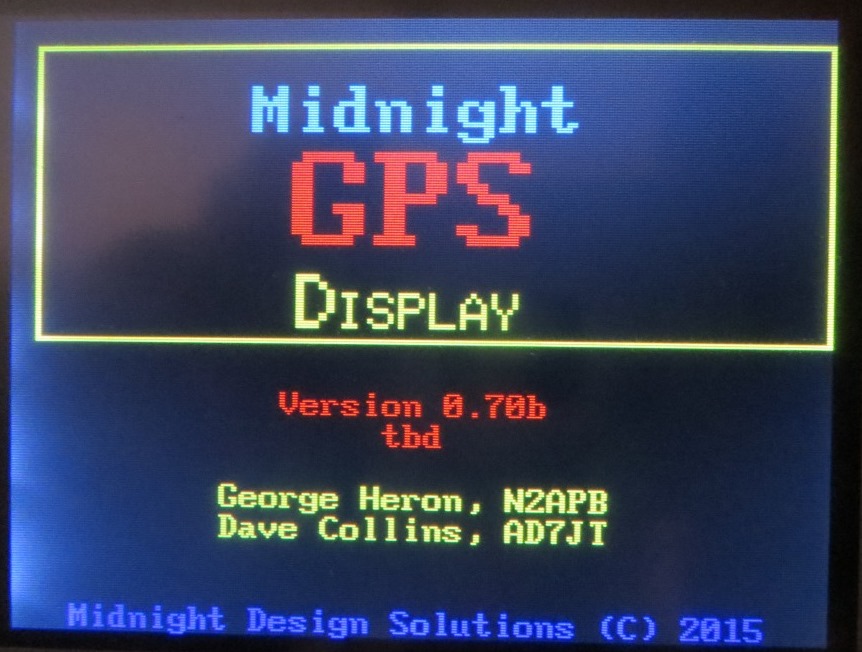 Midnight
GPS
DISPLAY
Version 0.70b
tbd
George Heron, N2APB
Dave Collins, AD7JT
Midnight Design Solutions (C) 2015